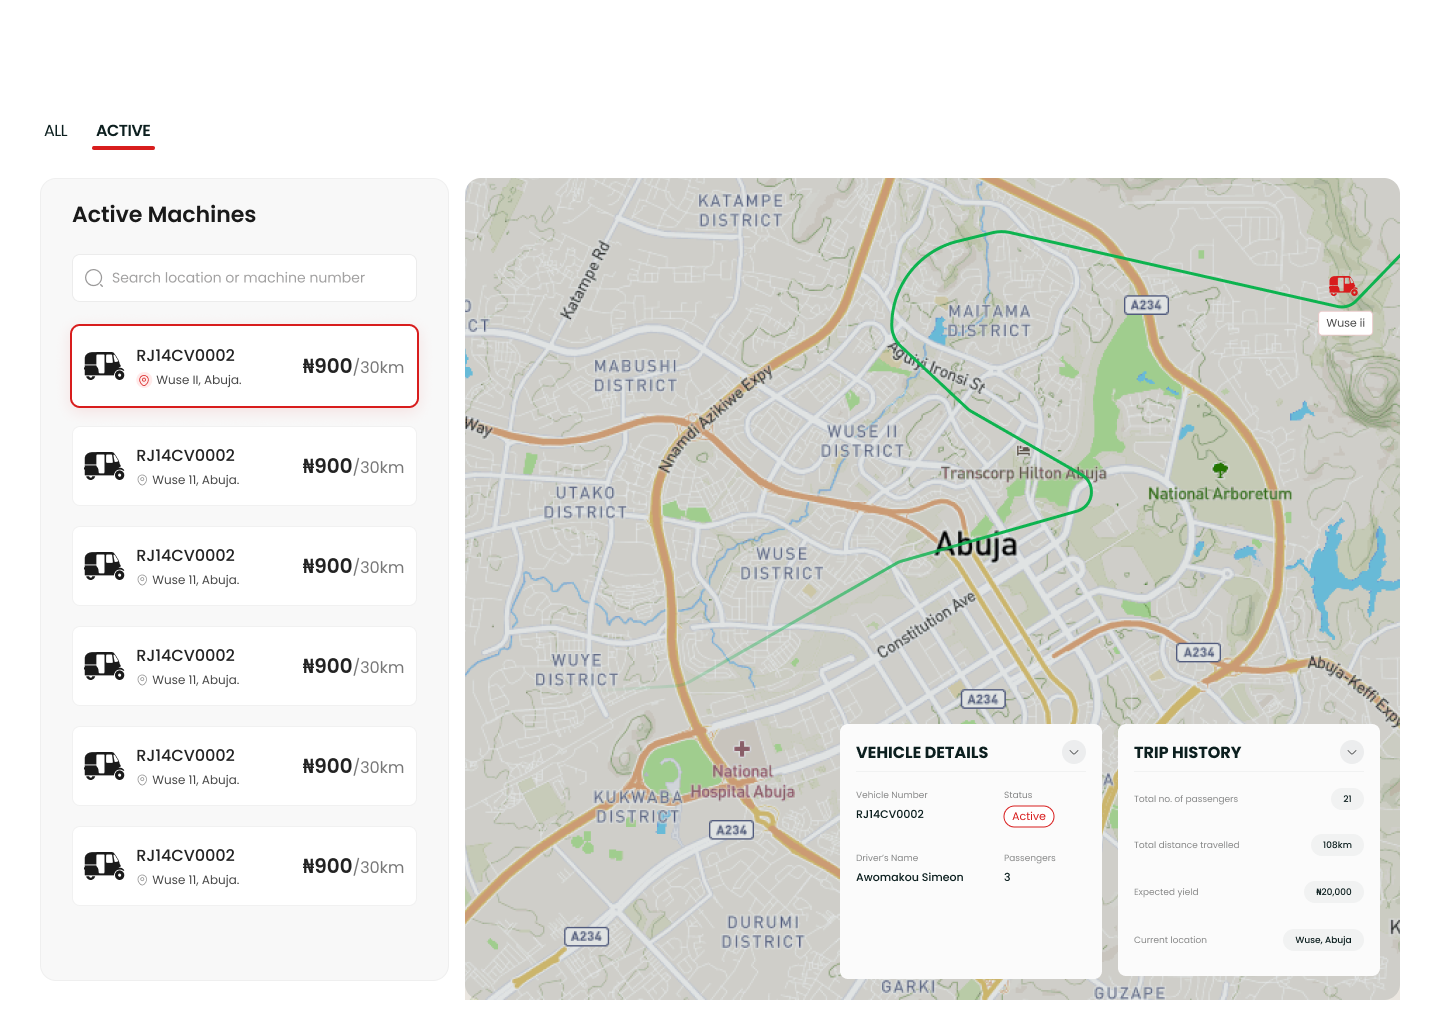 ALL ACTIVE
Active Machines
Search location or machine number
RJ14CV0002
Wuse II, Abuja.
₦900/30km
RJ14CV0002
Wuse 11, Abuja.
₦900/30km
RJ14CV0002
Wuse 11, Abuja.
₦900/30km
RJ14CV0002
Wuse 11, Abuja.
₦900/30km
RJ14CV0002
Wuse 11, Abuja.
₦900/30km
RJ14CV0002
Wuse 11, Abuja.
₦900/30km
KATAMPE
DISTRICT
Katampe Rd
CT
MAITAMA
DISTRICT
A234
Wuse ii
Aguiyi Ironsi St
MABUSHI
DISTRICT
Nnamdi Azikiwe Expy
Way
WUSE II
DISTRICT
Transcorp Hilton Abuja
National Arboretum
UTAKO
DISTRICT
Abuja
WUSE
DISTRICT
Constitution Ave
WUYE
DISTRICT
A234
Abuja-Keffi Expy
A234
National
Hospital Abuja
KUKWABA
DISTRICT
A234
A234
DURUMI
DISTRICT
GARKI
GUZAPE
K
VEHICLE DETAILS
Vehicle Number
RJ14CV0002
Status
Active
Driver's Name
Awomakou Simeon
Passengers
3
TRIP HISTORY
Total no. of passengers
21
Total distance travelled
108km
Expected yield
₦20,000
Current location
Wuse, Abuja